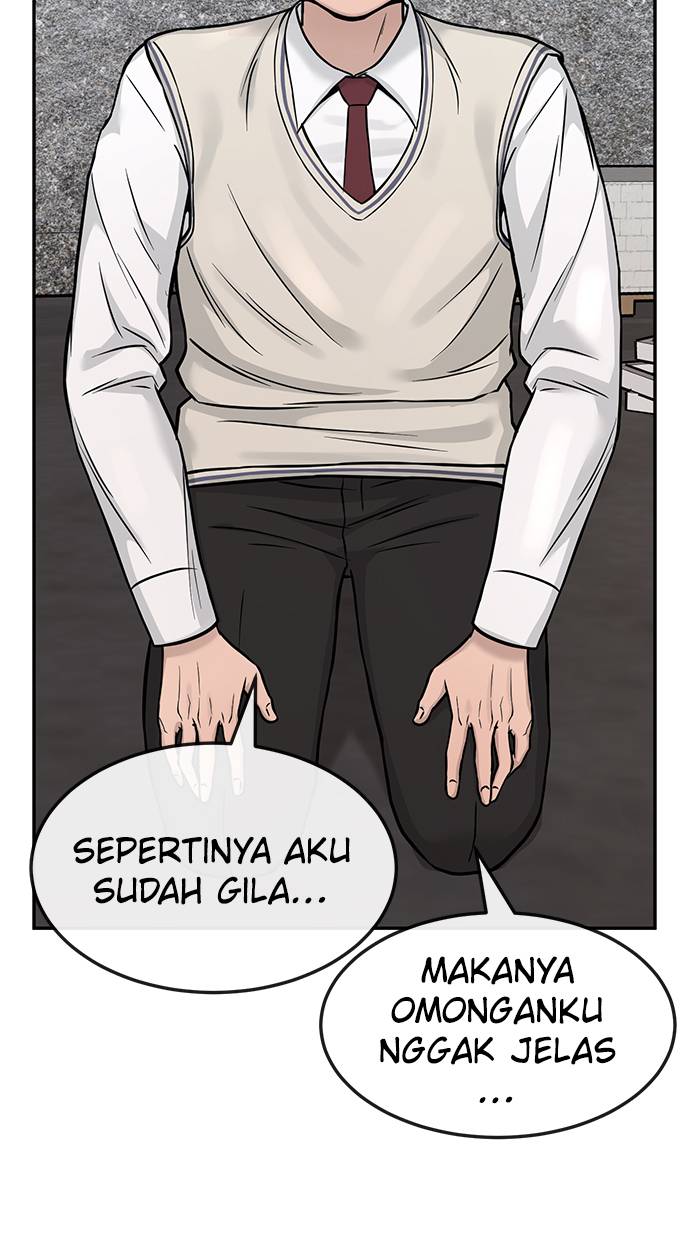 SEPERTINYA AKU
SUDAH GILA...
MAKANYA
OMONGANKU
NGGAK JELAS
...